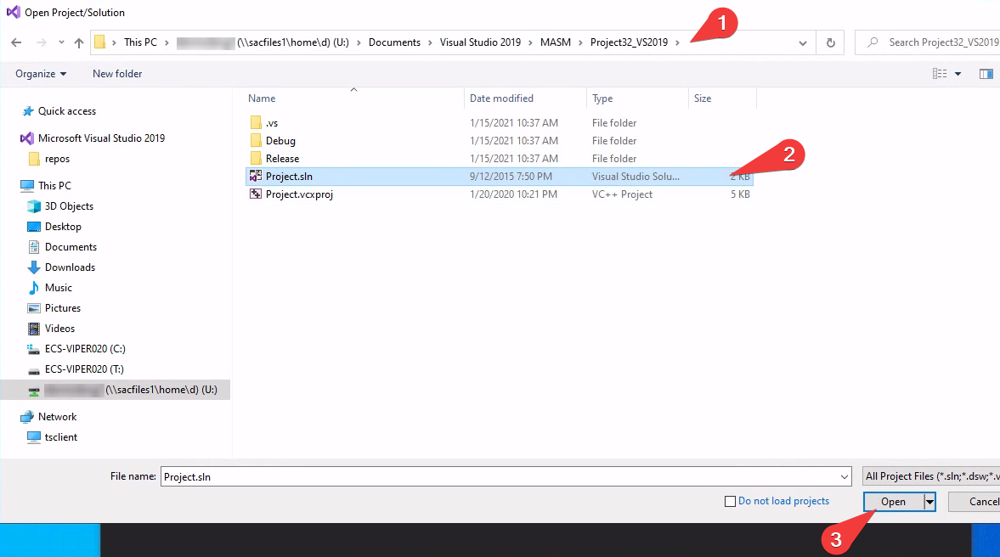 Open Project/Solution
1
This PC > (\\sacfiles1\home\d) (U:) > Documents > Visual Studio 2019 > MASM > Project32_VS2019 >
Search Project32_VS2019
Organize New folder
Name Date modified Type Size
Quick access
Microsoft Visual Studio 2019
repos
This PC
3D Objects
Desktop
Documents
Downloads
Music
Pictures
Videos
ECS-VIPER020 (C:)
ECS-VIPER020 (T:)
(\\sacfiles1\home\d) (U:)
Network
tsclient
.vs 1/15/2021 10:37 AM File folder
Debug 1/15/2021 10:37 AM File folder
Release 1/15/2021 10:37 AM File folder
2
Project.sln 9/12/2015 7:50 PM Visual Studio Solu... 2 KB
Project.vcxproj 1/20/2020 10:21 PM VC++ Project 5 KB
File name: Project.sln All Project Files (*.sln;*.dsw;*.v
Do not load projects Open Cancel
3